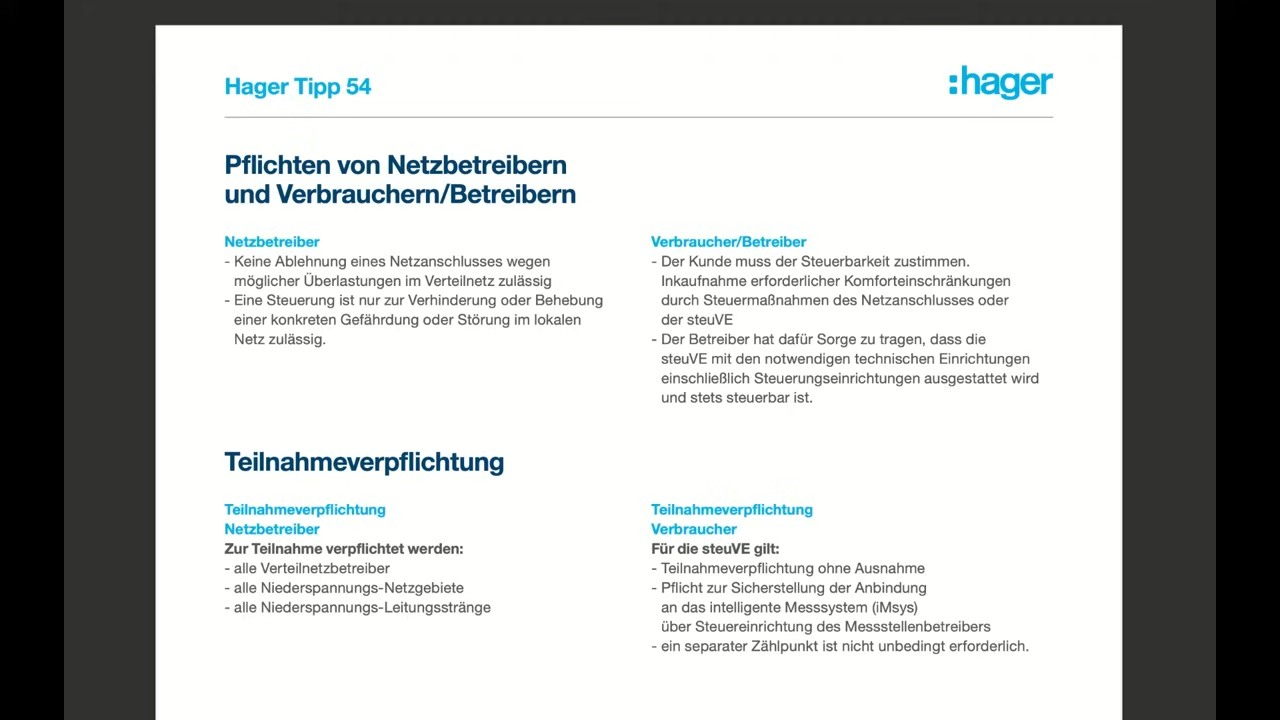 Hager Tipp 54
:hager
Pflichten von Netzbetreibern
und Verbrauchern/Betreibern
Netzbetreiber
- Keine Ablehnung eines Netzanschlusses wegen
möglicher Überlastungen im Verteilnetz zulässig
- Eine Steuerung ist nur zur Verhinderung oder Behebung
einer konkreten Gefährdung oder Störung im lokalen
Netz zulässig.
Verbraucher/Betreiber
- Der Kunde muss der Steuerbarkeit zustimmen.
Inkaufnahme erforderlicher Komforteinschränkungen
durch Steuermaßnahmen des Netzanschlusses oder
der steuVE
- Der Betreiber hat dafür Sorge zu tragen, dass die
steuVE mit den notwendigen technischen Einrichtungen
einschließlich Steuerungseinrichtungen ausgestattet wird
und stets steuerbar ist.
Teilnahmeverpflichtung
Teilnahmeverpflichtung
Netzbetreiber
Zur Teilnahme verpflichtet werden:
- alle Verteilnetzbetreiber
- alle Niederspannungs-Netzgebiete
- alle Niederspannungs-Leitungsstränge
Teilnahmeverpflichtung
Verbraucher
Für die steuVE gilt:
- Teilnahmeverpflichtung ohne Ausnahme
- Pflicht zur Sicherstellung der Anbindung
an das intelligente Messsystem (iMsys)
über Steuereinrichtung des Messstellenbetreibers
- ein separater Zählpunkt ist nicht unbedingt erforderlich.